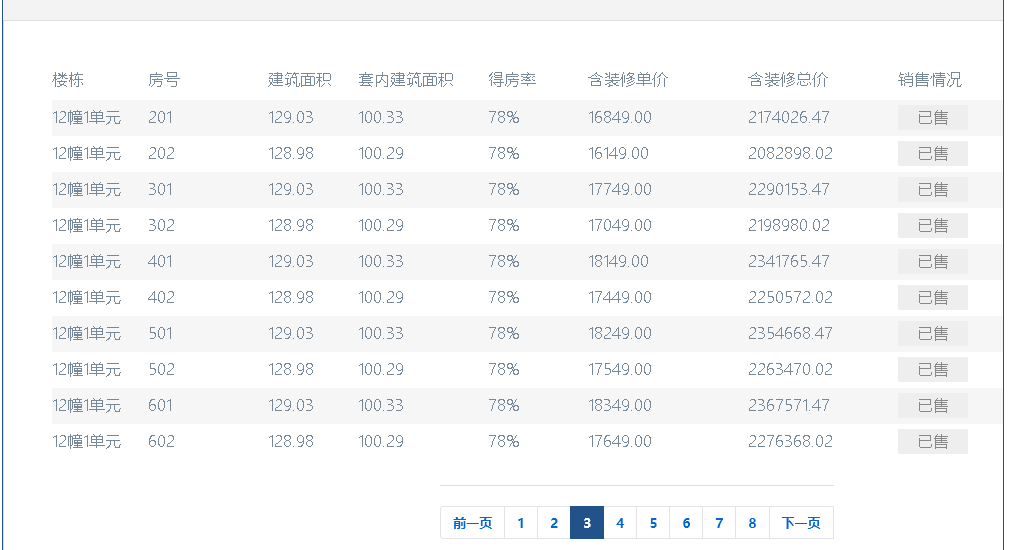 楼栋 房号 建筑面积 套内建筑面积 得房率 含装修单价 含装修总价 销售情况
12幢1单元 201 129.03 100.33 78% 16849.00 2174026.47 已售
12幢1单元 202 128.98 100.29 78% 16149.00 2082898.02 已售
12幢1单元 301 129.03 100.33 78% 17749.00 2290153.47 已售
12幢1单元 302 128.98 100.29 78% 17049.00 2198980.02 已售
12幢1单元 401 129.03 100.33 78% 18149.00 2341765.47 已售
12幢1单元 402 128.98 100.29 78% 17449.00 2250572.02 已售
12幢1单元 501 129.03 100.33 78% 18249.00 2354668.47 已售
12幢1单元 502 128.98 100.29 78% 17549.00 2263470.02 已售
12幢1单元 601 129.03 100.33 78% 18349.00 2367571.47 已售
12幢1单元 602 128.98 100.29 78% 17649.00 2276368.02 已售
前一页 1 2 3 4 5 6 7 8 下一页